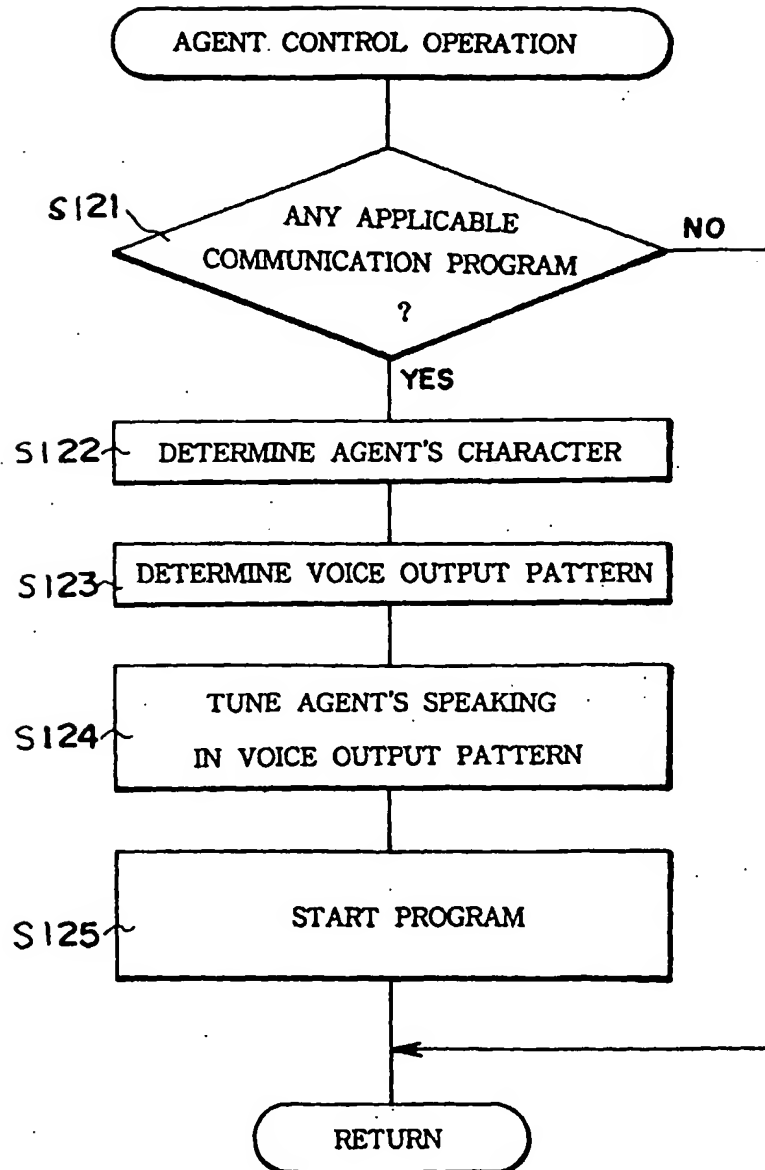 AGENT CONTROL OPERATION
S121
ANY APPLICABLE
COMMUNICATION PROGRAM
?
NO
YES
S122
DETERMINE AGENT'S CHARACTER
S123
DETERMINE VOICE OUTPUT PATTERN
S124
TUNE AGENT'S SPEAKING
IN VOICE OUTPUT PATTERN
S125
START PROGRAM
RETURN